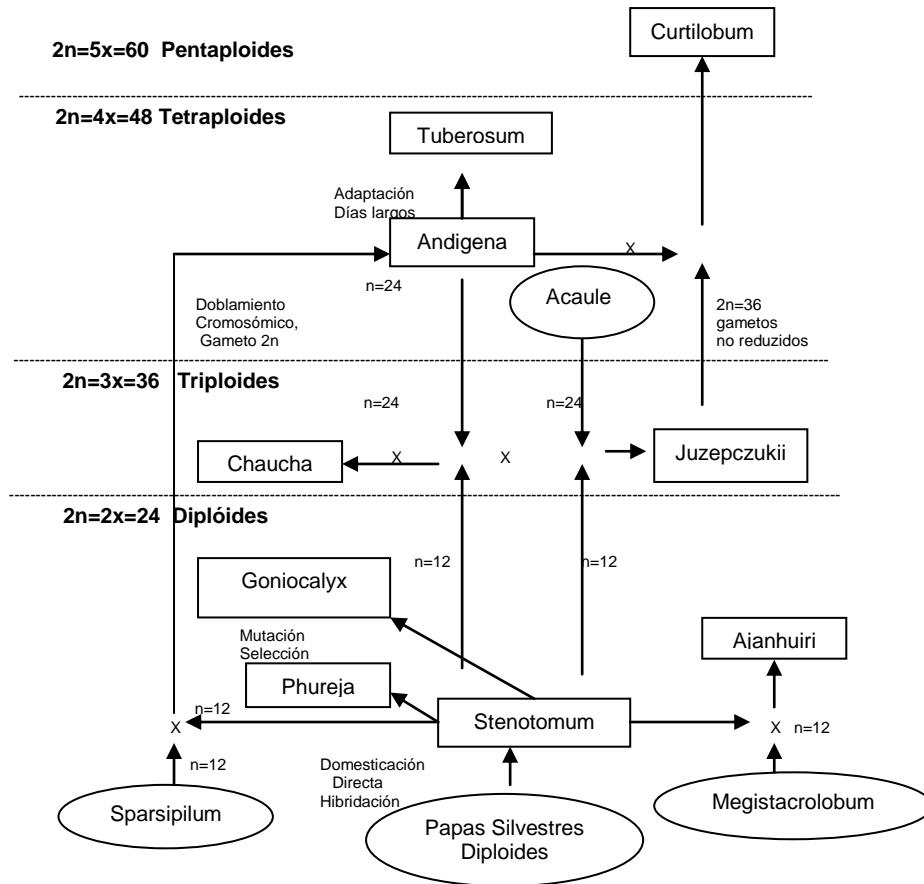 Curtilobum
2n=5x=60 Pentaploides
2n=4x=48 Tetraploides
Tuberosum
Adaptación
Días largos
Andigena
X
n=24
Acaule
Doblamiento
Cromosómico,
Gameto 2n
2n=36
gametos
no reduzidos
2n=3x=36 Triploides
n=24
n=24
Chaucha
X
X
Juzepczukii
2n=2x=24 Diplóides
n=12
n=12
Goniocalyx
Mutación
Selección
Ajanhuiri
Phureja
n=12
Stenotomum
X
X n=12
n=12
Domesticación
Directa
Hibridación
Sparsipilum
Megistacrolobum
Papas Silvestres
Diploides